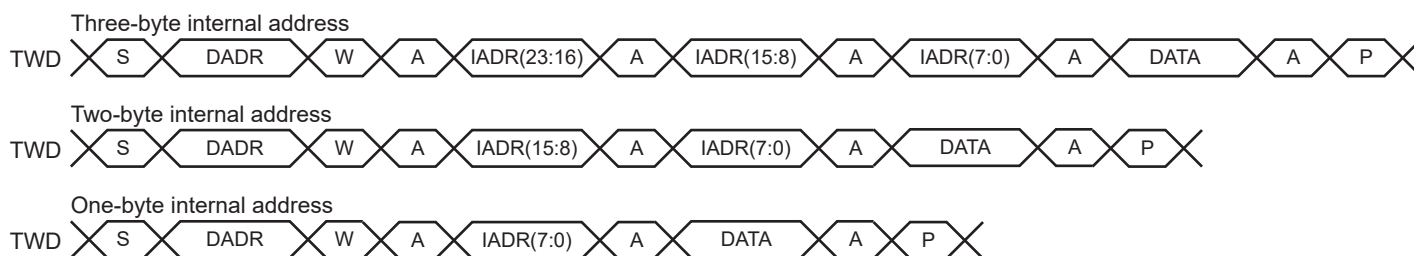 Three-byte internal address
TWD S DADR W A IADR(23:16) A IADR(15:8) A IADR(7:0) A DATA A P
Two-byte internal address
TWD S DADR W A IADR(15:8) A IADR(7:0) A DATA A P
One-byte internal address
TWD S DADR W A IADR(7:0) A DATA A P